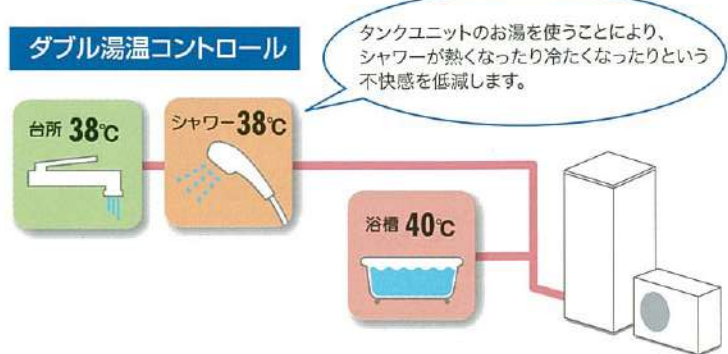 ダブル湯温コントロール
タンクユニットのお湯を使うことにより、
シャワーが熱くなったり冷たくなったりという
不快感を低減します。
台所 38℃
シャワー38℃
浴槽 40℃